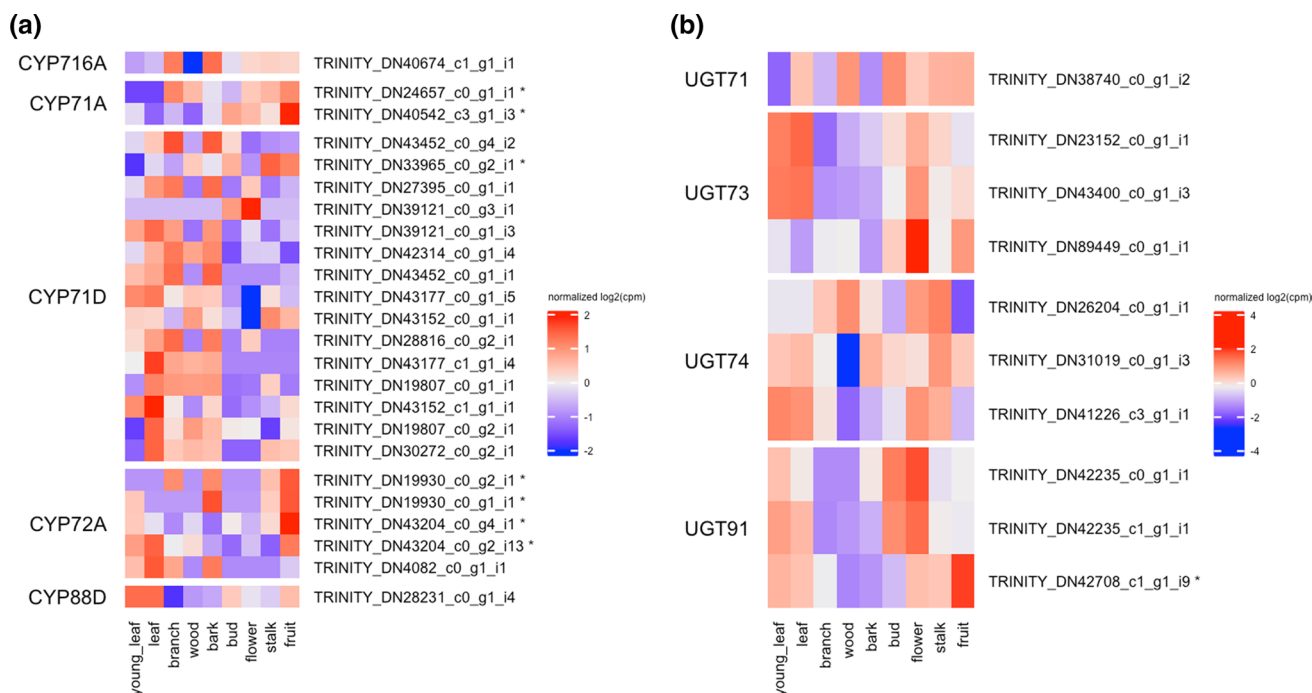 (a)
CYP716A
TRINITY_DN40674_c1_g1_i1
CYP71A
TRINITY_DN24657_c0_g1_i1 *
TRINITY_DN40542_c3_g1_i3 *
CYP71D
TRINITY_DN43452_c0_g4_i2
TRINITY_DN33965_c0_g2_i1 *
TRINITY_DN27395_c0_g1_i1
TRINITY_DN39121_c0_g3_i1
TRINITY_DN39121_c0_g1_i3
TRINITY_DN42314_c0_g1_i4
TRINITY_DN43452_c0_g1_i1
TRINITY_DN43177_c0_g1_i5
TRINITY_DN43152_c0_g1_i1
TRINITY_DN28816_c0_g2_i1
TRINITY_DN43177_c1_g1_i4
TRINITY_DN19807_c0_g1_i1
TRINITY_DN43152_c1_g1_i1
TRINITY_DN19807_c0_g2_i1
TRINITY_DN30272_c0_g2_i1
CYP72A
TRINITY_DN19930_c0_g2_i1 *
TRINITY_DN19930_c0_g1_i1 *
TRINITY_DN43204_c0_g4_i1 *
TRINITY_DN43204_c0_g2_i13 *
TRINITY_DN4082_c0_g1_i1
CYP88D
TRINITY_DN28231_c0_g1_i4
young_leaf
leaf
branch
wood
bark
bud
flower
stalk
fruit
normalized log2(cpm)
2
1
0
-1
-2
(b)
UGT71
TRINITY_DN38740_c0_g1_i2
UGT73
TRINITY_DN23152_c0_g1_i1
TRINITY_DN43400_c0_g1_i3
TRINITY_DN89449_c0_g1_i1
UGT74
TRINITY_DN26204_c0_g1_i1
TRINITY_DN31019_c0_g1_i3
TRINITY_DN41226_c3_g1_i1
UGT91
TRINITY_DN42235_c0_g1_i1
TRINITY_DN42235_c1_g1_i1
TRINITY_DN42708_c1_g1_i9 *
young_leaf
leaf
branch
wood
bark
bud
flower
stalk
fruit
normalized log2(cpm)
4
2
0
-2
-4